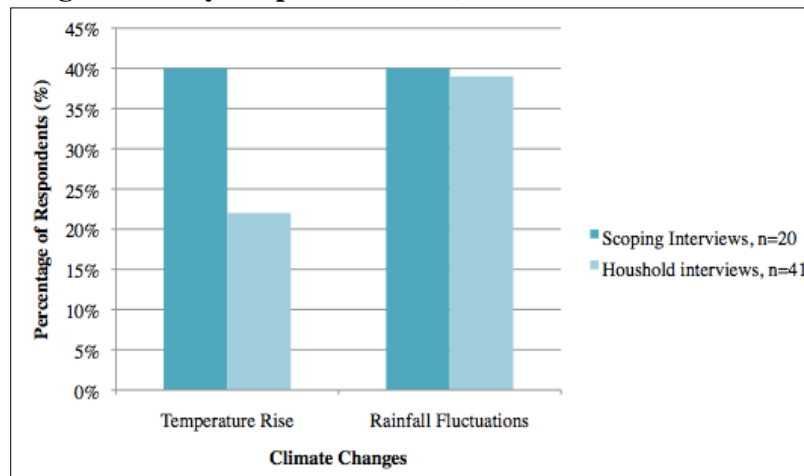 45%
40%
35%
30%
25%
20%
15%
10%
5%
0%
Percentage of Respondents (%)
Temperature Rise
Rainfall Fluctuations
Climate Changes
Scoping Interviews, n=20
Houshold interviews, n=41